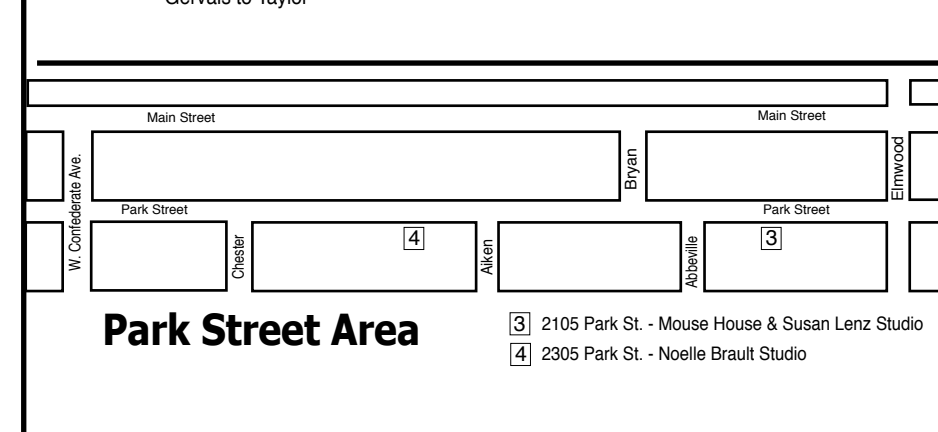 Gervais to Taylor
Main Street
Main Street
W. Confederate Ave.
Bryan
Elmwood
Park Street
Park Street
Chester
4
Aiken
Abbeville
3
Park Street Area
3 2105 Park St. - Mouse House & Susan Lenz Studio
4 2305 Park St. - Noelle Brault Studio